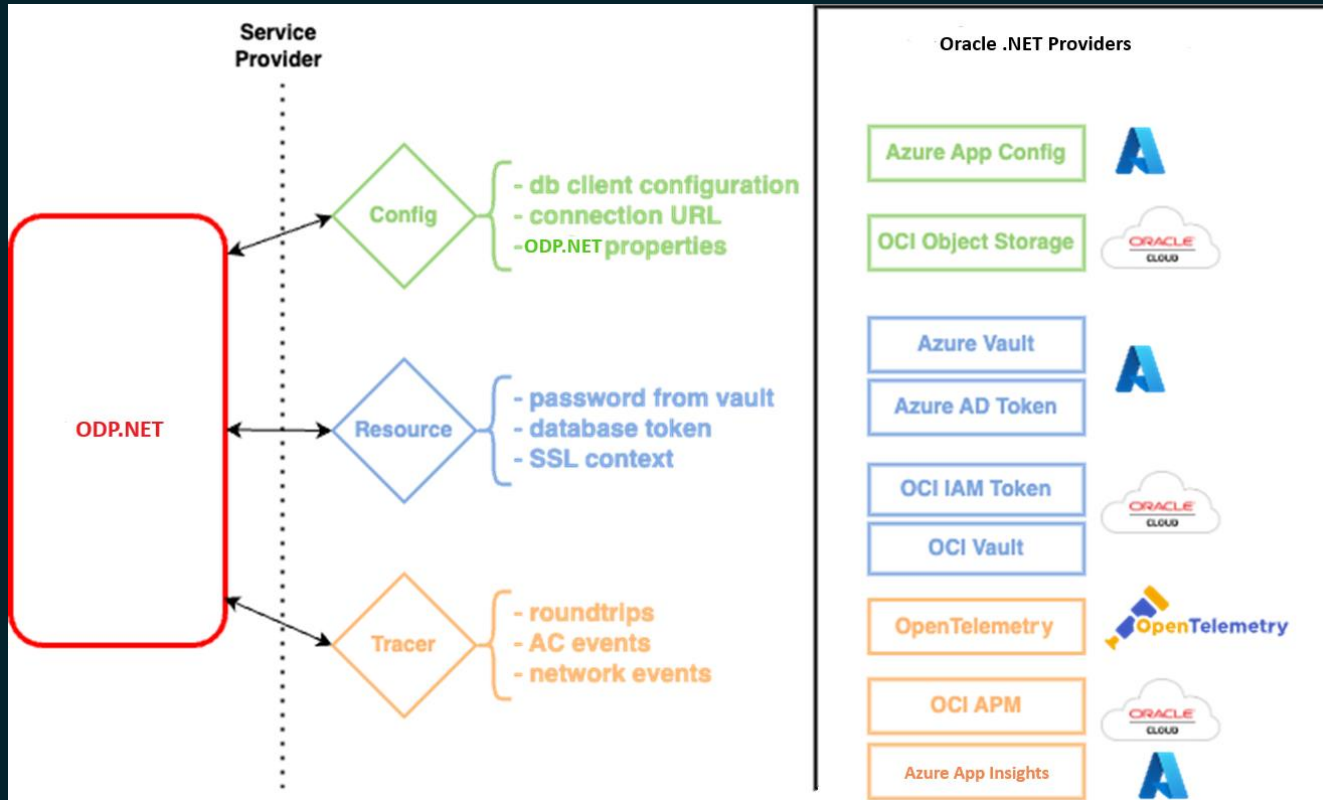 Service
Provider
Config
- db client configuration
- connection URL
-ODP.NET properties
ODP.NET
Resource
- password from vault
- database token
- SSL context
Tracer
- roundtrips
- AC events
- network events
Oracle .NET Providers
Azure App Config
OCI Object Storage
ORACLE
CLOUD
Azure Vault
Azure AD Token
OCI IAM Token
ORACLE
CLOUD
OCI Vault
OpenTelemetry
OpenTelemetry
OCI APM
ORACLE
CLOUD
Azure App Insights